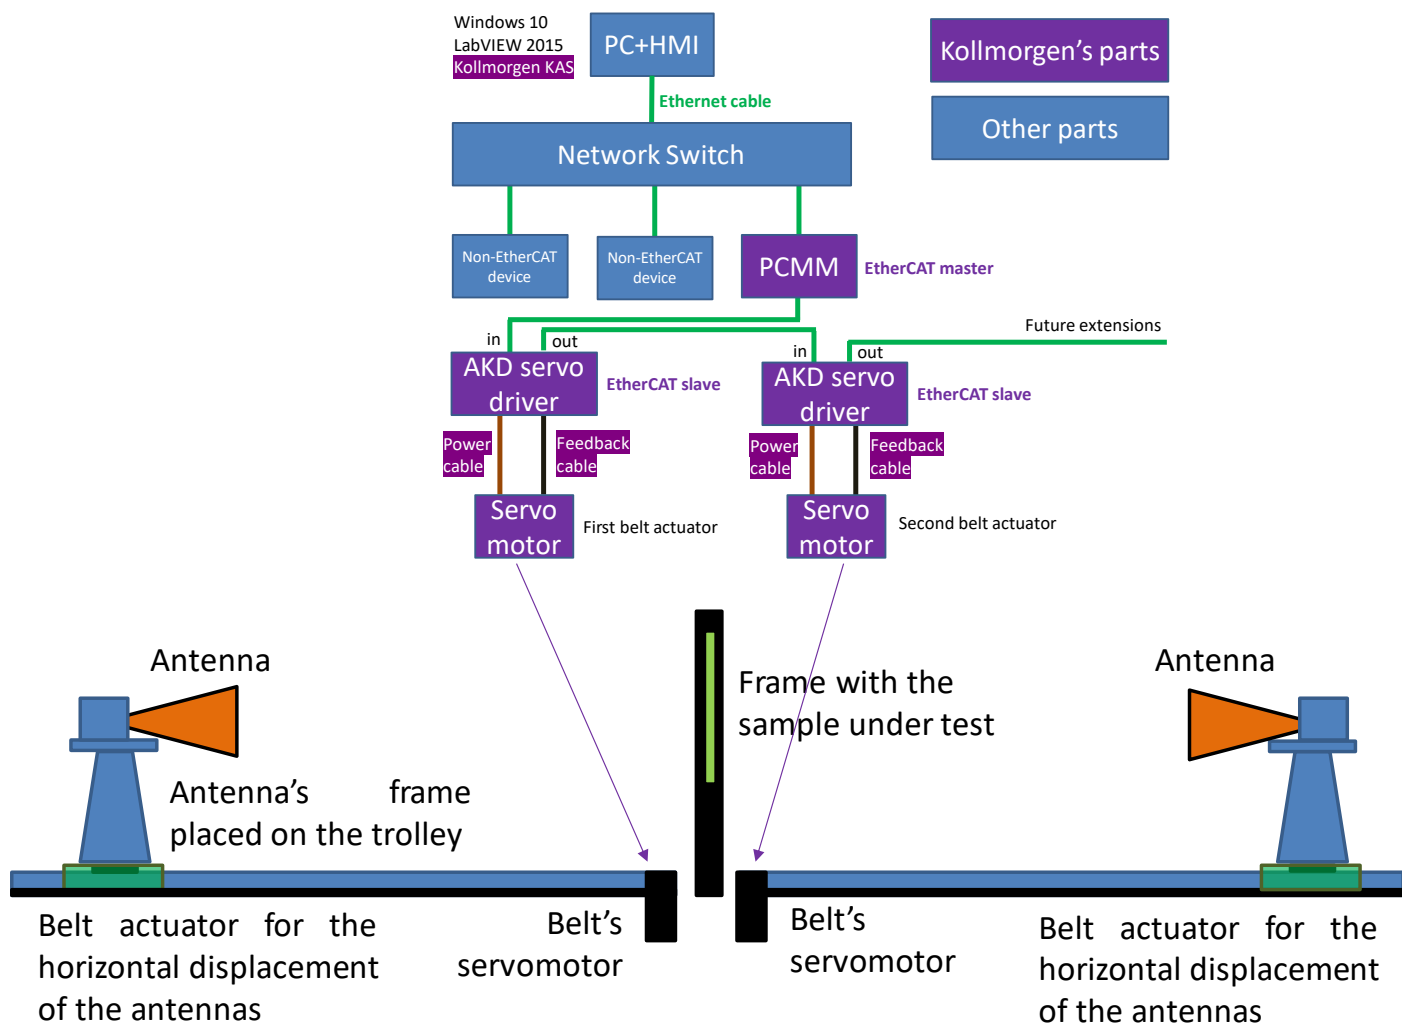 Windows 10
LabVIEW 2015
Kollmorgen KAS
PC+HMI
Kollmorgen's parts
Other parts
Ethernet cable
Network Switch
Non-EtherCAT
device
Non-EtherCAT
device
PCMM
EtherCAT master
Future extensions
in
out
in
out
AKD servo
driver
EtherCAT slave
AKD servo
driver
EtherCAT slave
Power
cable
Feedback
cable
Power
cable
Feedback
cable
Servo
motor
First belt actuator
Servo
motor
Second belt actuator
Antenna
Frame with the
sample under test
Antenna
Antenna's frame
placed on the trolley
Belt actuator for the
horizontal displacement
of the antennas
Belt's
servomotor
Belt's
servomotor
Belt actuator for the
horizontal displacement
of the antennas